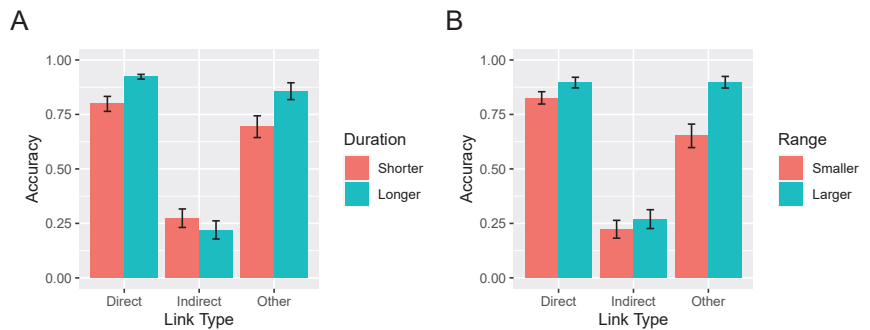 A
1.00
0.75
0.50
0.25
0.00
Accuracy
Direct Indirect Other
Link Type
Duration
Shorter
Longer
B
1.00
0.75
0.50
0.25
0.00
Accuracy
Direct Indirect Other
Link Type
Range
Smaller
Larger